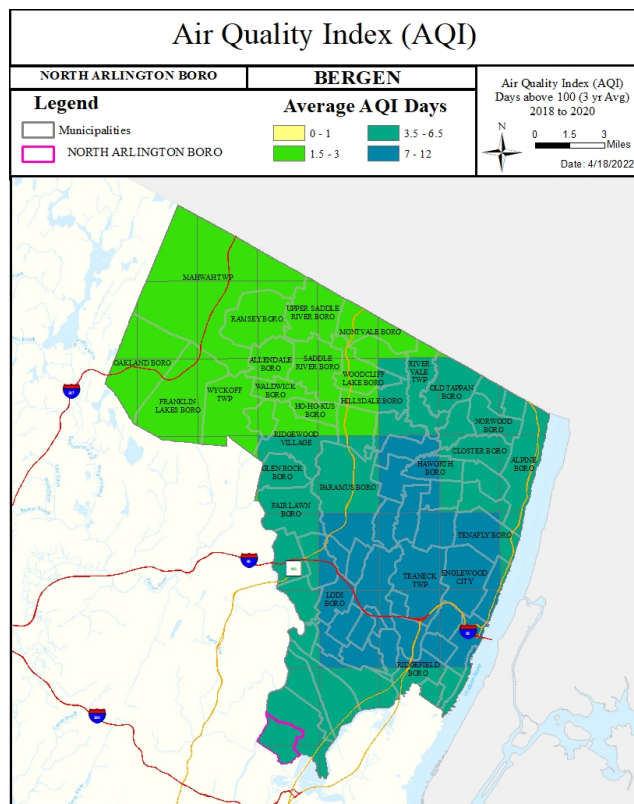 Air Quality Index (AQI)
NORTH ARLINGTON BORO
BERGEN
Legend
Municipalities
NORTH ARLINGTON BORO
Average AQI Days
0 - 1
1.5 - 3
3.5 - 6.5
7 - 12
Air Quality Index (AQI)
Days above 100 (3 yr Avg)
2018 to 2020
N
0 1.5 3
Miles
Date: 4/18/2022
MAHWAH TWP
RAMSEY BORO
UPPER SADDLE
RIVER BORO
MONTVALE BORO
OAKLAND BORO
ALLENDALE
BORO
SADDLE
RIVER BORO
RIVER
VALE
TWP
WOODCLIFF
LAKE BORO
OLD TAPPAN
BORO
FRANKLIN
LAKES BORO
WYCKOFF
TWP
WALDWICK
BORO
HO-HO-KUS
BORO
HILLSDALE BORO
NORWOOD
BORO
RIDGEWOOD
VILLAGE
CLOSTER BORO
ALPINE
BORO
HAWORTH
BORO
GLEN ROCK
BORO
PARAMUS BORO
FAIR LAWN
BORO
TENAFLY BORO
TEANECK
TWP
ENGLEWOOD
CITY
LODI
BORO
RIDGEFIELD
BORO